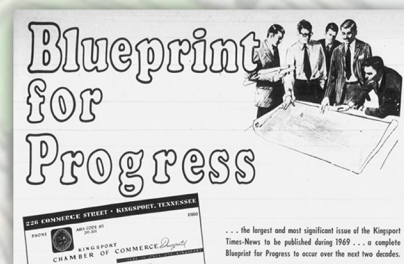 Blueprint
for
Progress
226 COMMERCE STREET • KINGSPORT, TENNESSEE
PHONE
KINGSPORT
CHAMBER OF COMMERCE
. . . the largest and most significant issue of the Kingsport
Times-News to be published during 1969 . . . a complete
Blueprint for Progress to occur over the next two decades.